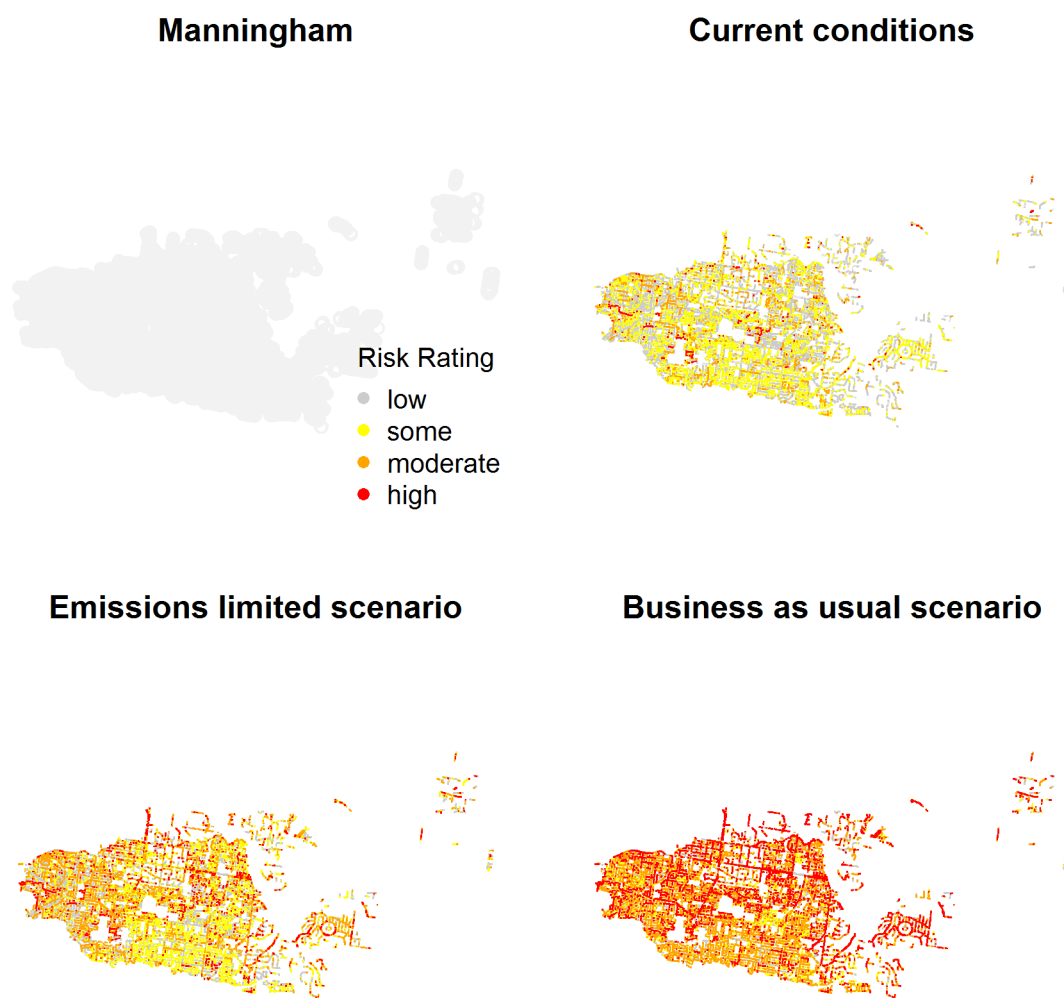 Manningham
Current conditions
Risk Rating
low
some
moderate
high
Emissions limited scenario
Business as usual scenario